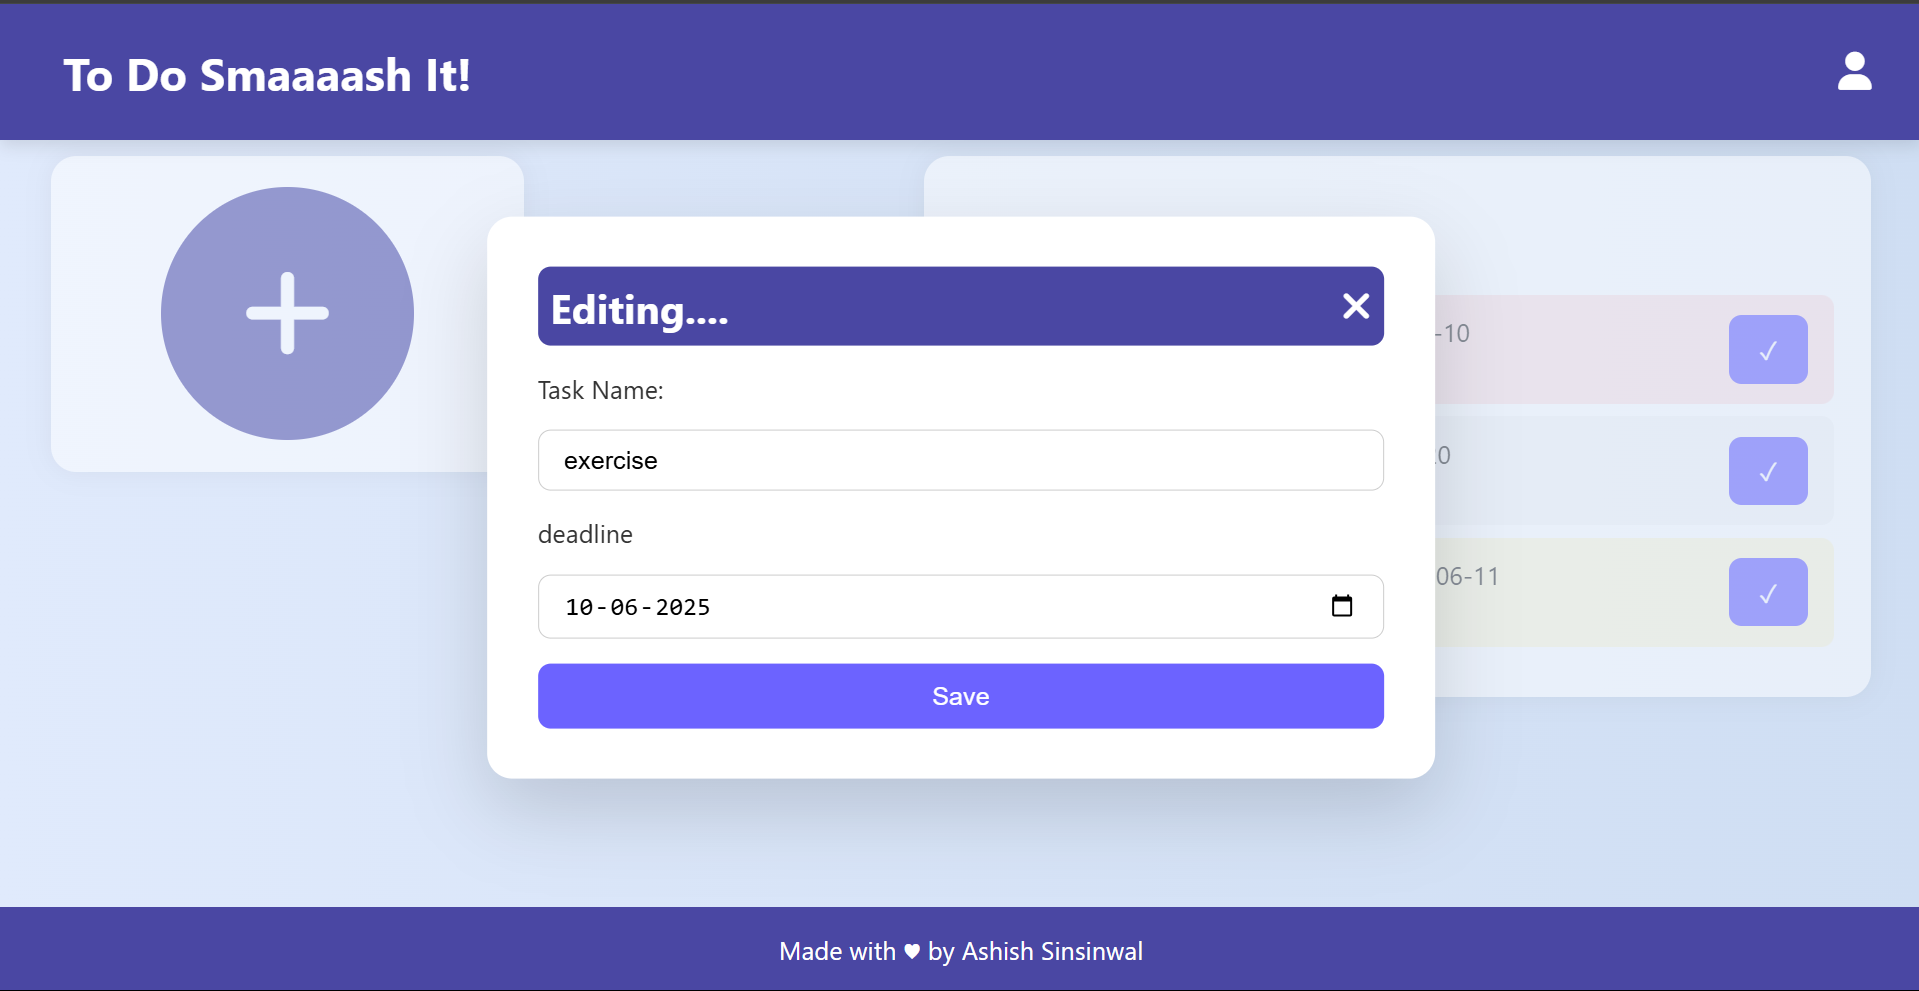 To Do Smaaaash It!
Editing....
Task Name:
exercise
deadline
10-06-2025
Save
-10
✓
0
✓
06-11
✓
Made with ♥ by Ashish Sinsinwal